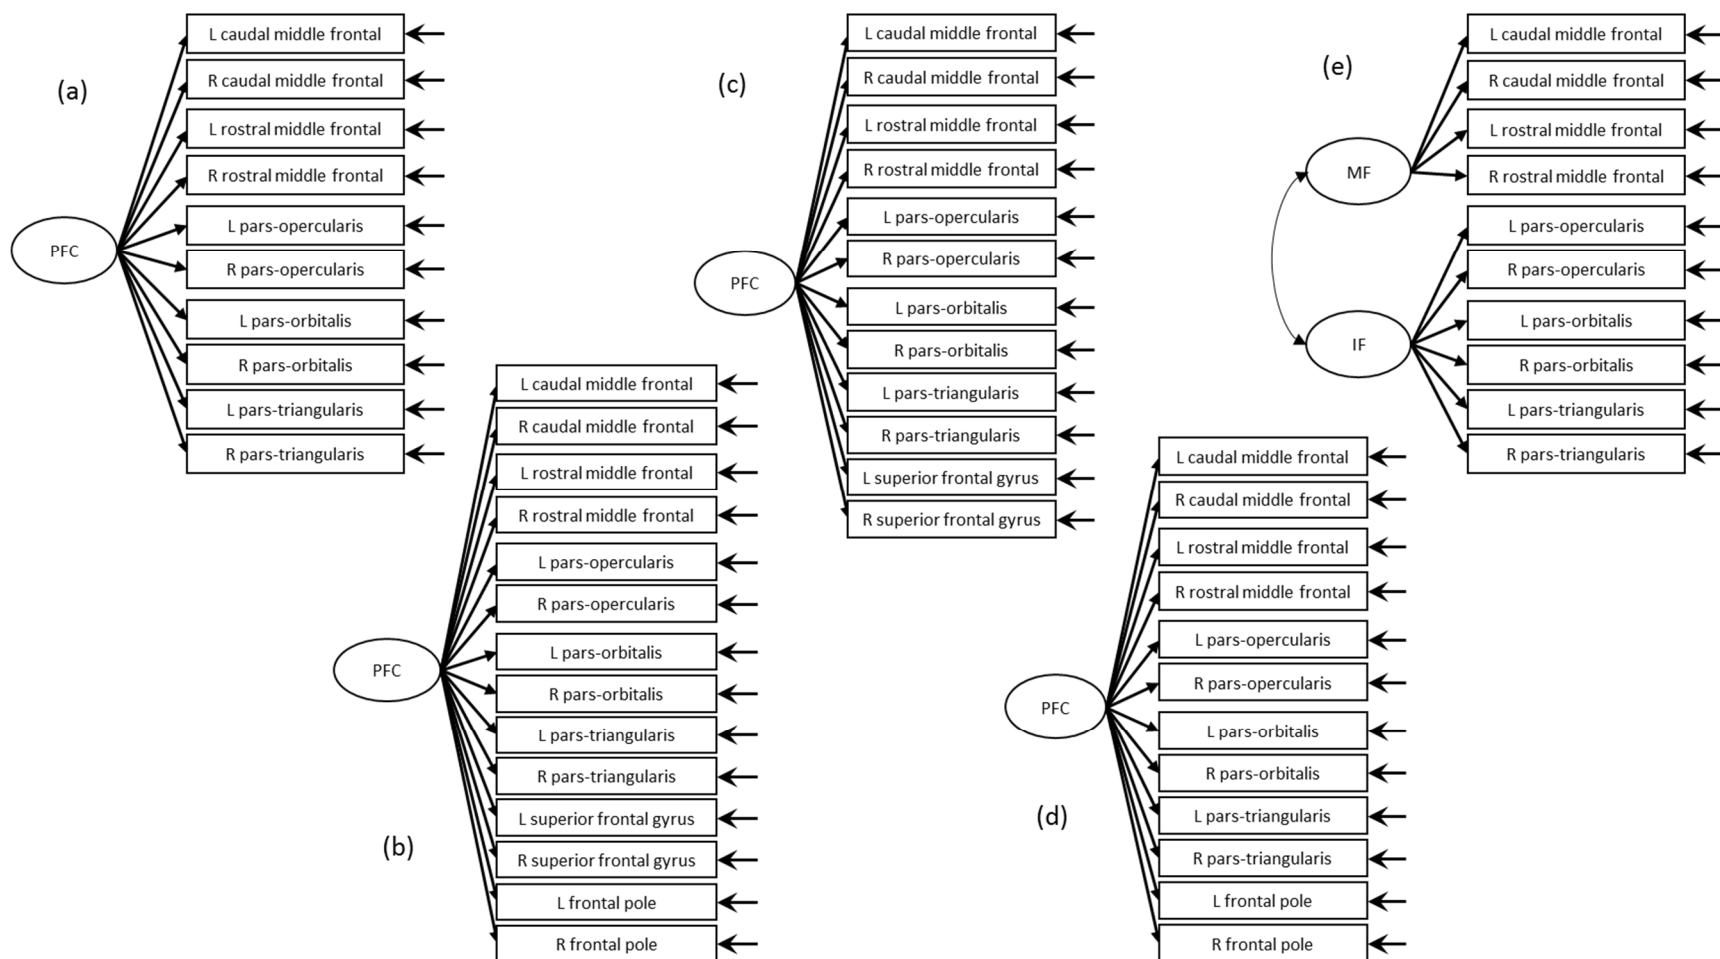 (a)
PFC
L caudal middle frontal
R caudal middle frontal
L rostral middle frontal
R rostral middle frontal
L pars-opercularis
R pars-opercularis
L pars-orbitalis
R pars-orbitalis
L pars-triangularis
R pars-triangularis
(b)
PFC
L caudal middle frontal
R caudal middle frontal
L rostral middle frontal
R rostral middle frontal
L pars-opercularis
R pars-opercularis
L pars-orbitalis
R pars-orbitalis
L pars-triangularis
R pars-triangularis
L superior frontal gyrus
R superior frontal gyrus
L frontal pole
R frontal pole
(c)
PFC
L caudal middle frontal
R caudal middle frontal
L rostral middle frontal
R rostral middle frontal
L pars-opercularis
R pars-opercularis
L pars-orbitalis
R pars-orbitalis
L pars-triangularis
R pars-triangularis
L superior frontal gyrus
R superior frontal gyrus
(d)
PFC
L caudal middle frontal
R caudal middle frontal
L rostral middle frontal
R rostral middle frontal
L pars-opercularis
R pars-opercularis
L pars-orbitalis
R pars-orbitalis
L pars-triangularis
R pars-triangularis
L frontal pole
R frontal pole
(e)
MF
IF
L caudal middle frontal
R caudal middle frontal
L rostral middle frontal
R rostral middle frontal
L pars-opercularis
R pars-opercularis
L pars-orbitalis
R pars-orbitalis
L pars-triangularis
R pars-triangularis